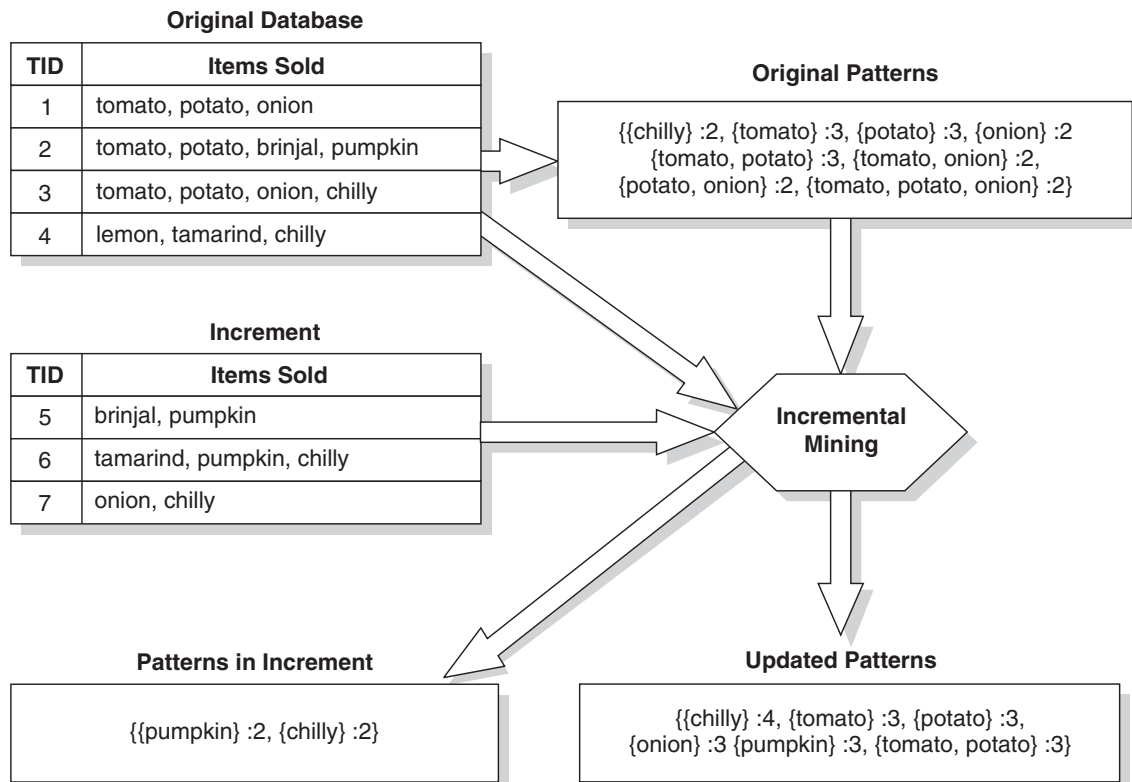 Original Database
TID Items Sold
1 tomato, potato, onion
2 tomato, potato, brinjal, pumpkin
3 tomato, potato, onion, chilly
4 lemon, tamarind, chilly
Original Patterns
{{chilly} :2, {tomato} :3, {potato} :3, {onion} :2
{tomato, potato} :3, {tomato, onion} :2,
{potato, onion} :2, {tomato, potato, onion} :2}
Increment
TID Items Sold
5 brinjal, pumpkin
6 tamarind, pumpkin, chilly
7 onion, chilly
Incremental
Mining
Patterns in Increment
{{pumpkin} :2, {chilly} :2}
Updated Patterns
{{chilly} :4, {tomato} :3, {potato} :3,
{onion} :3 {pumpkin} :3, {tomato, potato} :3}